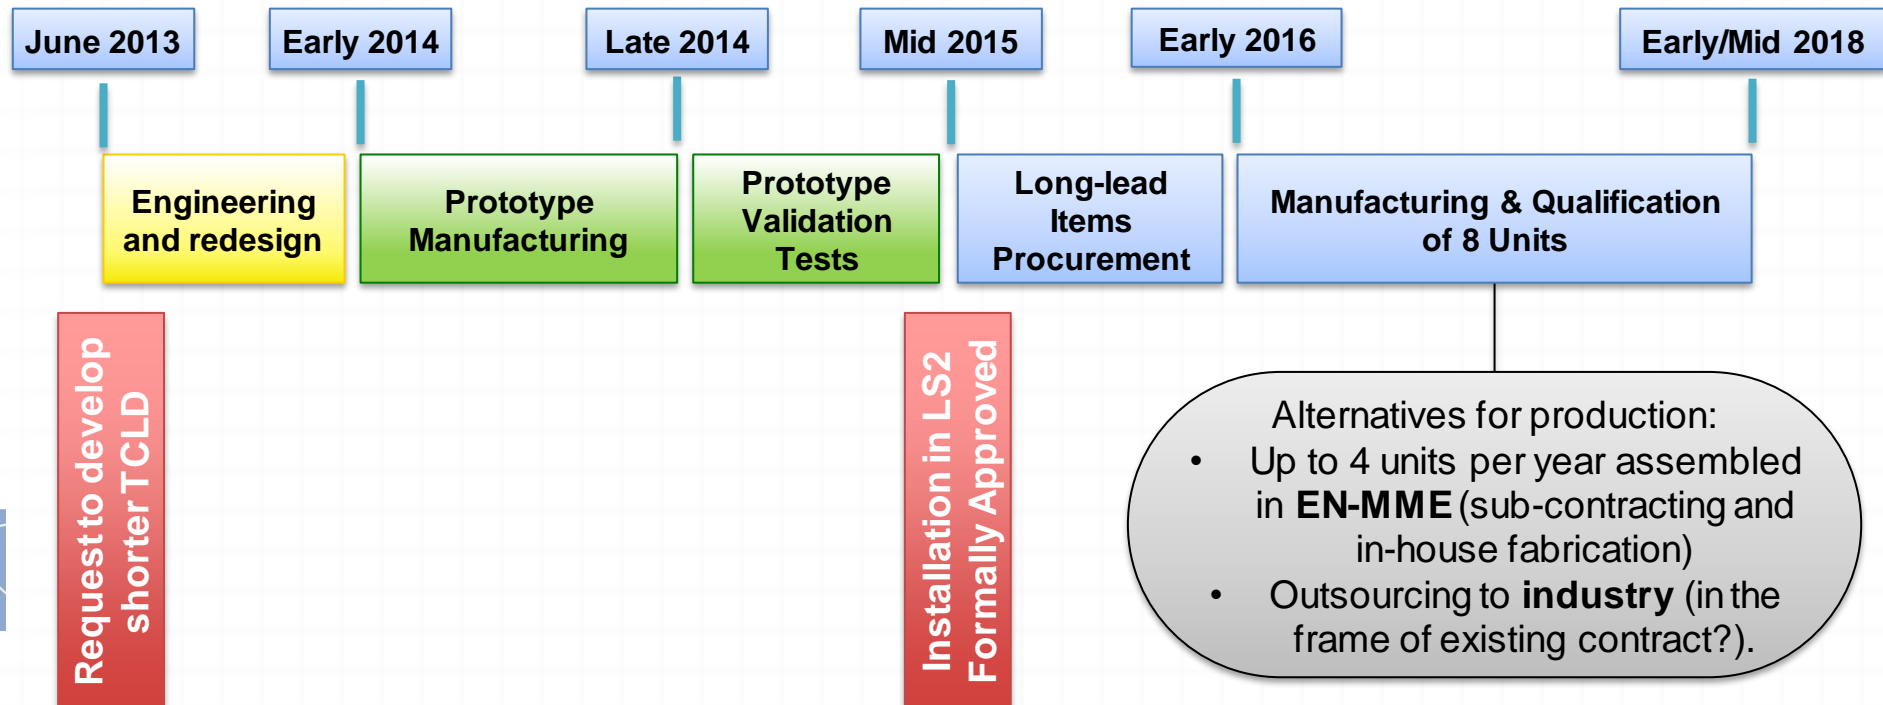 June 2013
Early 2014
Late 2014
Mid 2015
Early 2016
Early/Mid 2018
Engineering
and redesign
Prototype
Manufacturing
Prototype
Validation
Tests
Long-lead
Items
Procurement
Manufacturing & Qualification
of 8 Units
Request to develop
shorter TCLD
Installation in LS2
Formally Approved
Alternatives for production:
• Up to 4 units per year assembled
in EN-MME (sub-contracting and
in-house fabrication)
• Outsourcing to industry (in the
frame of existing contract?).